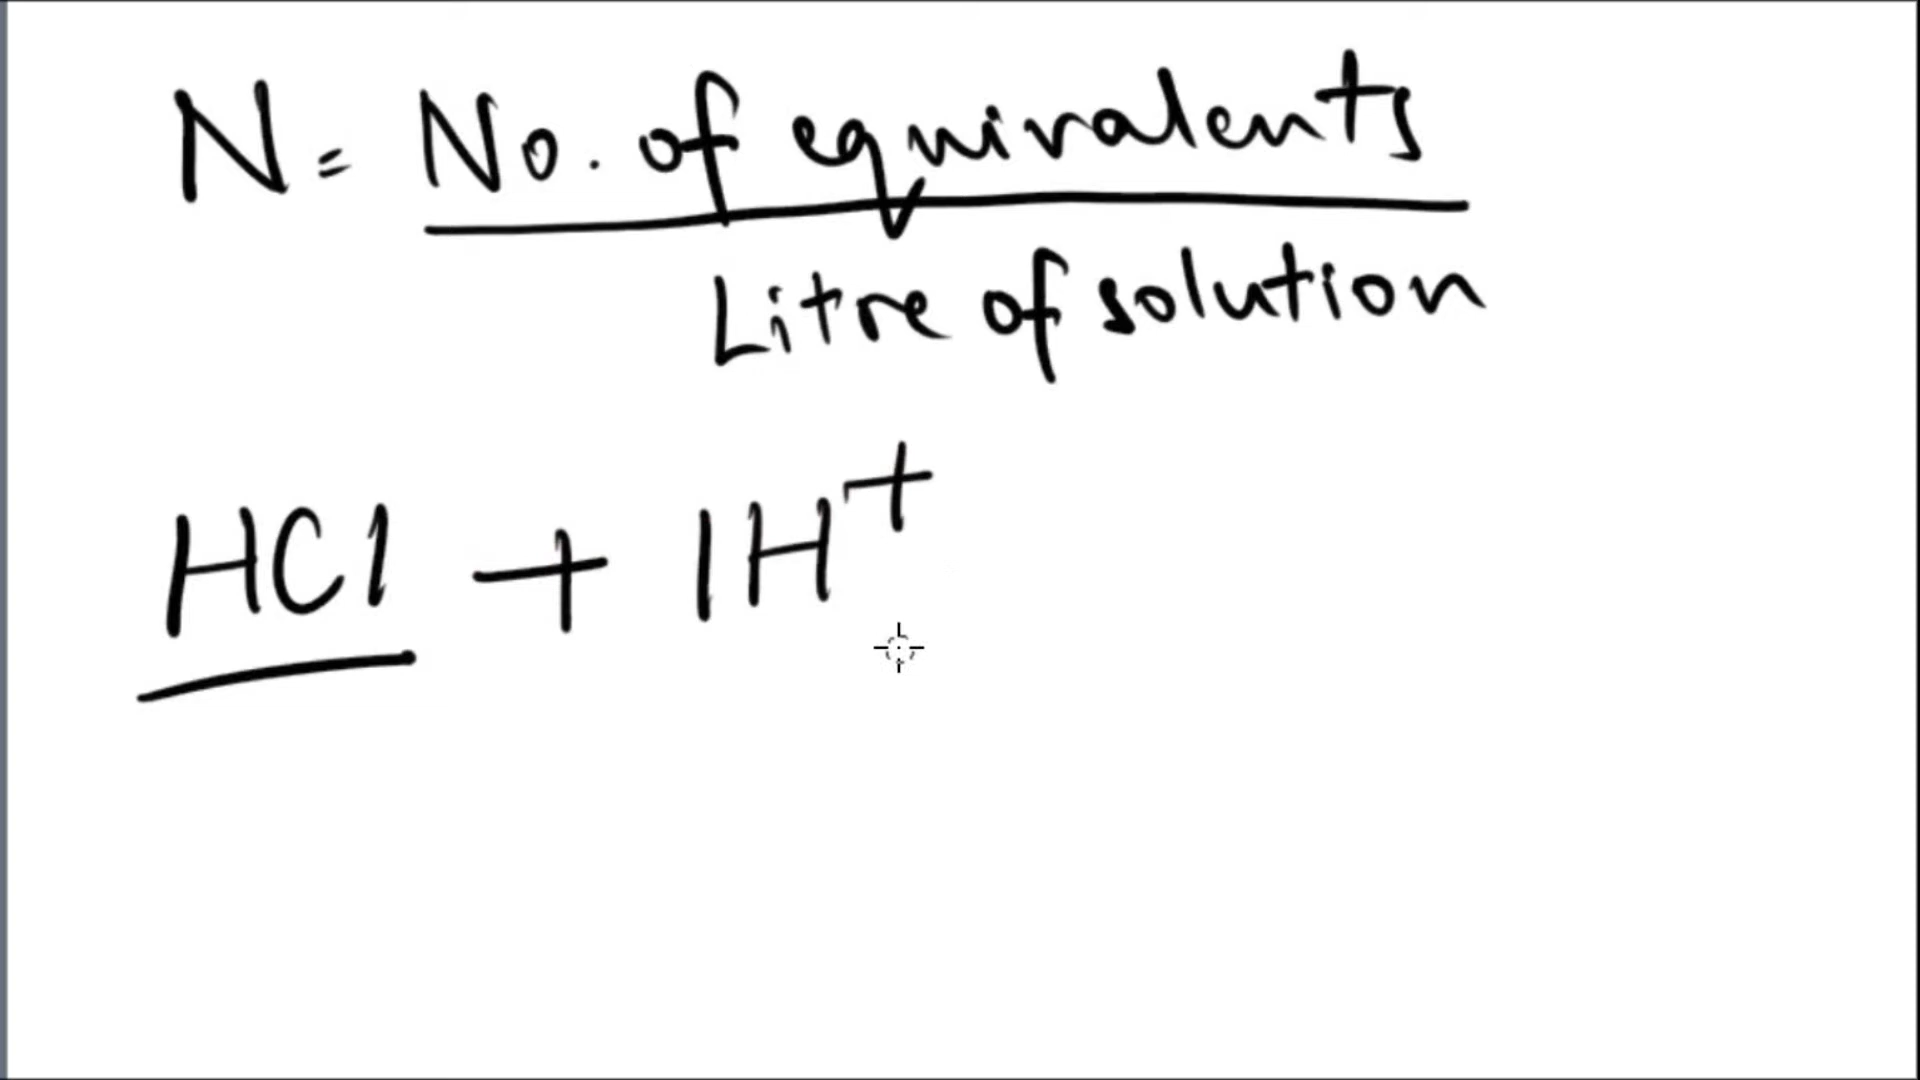 N = No. of equivalents
Litre of solution
HCl + 1H⁺